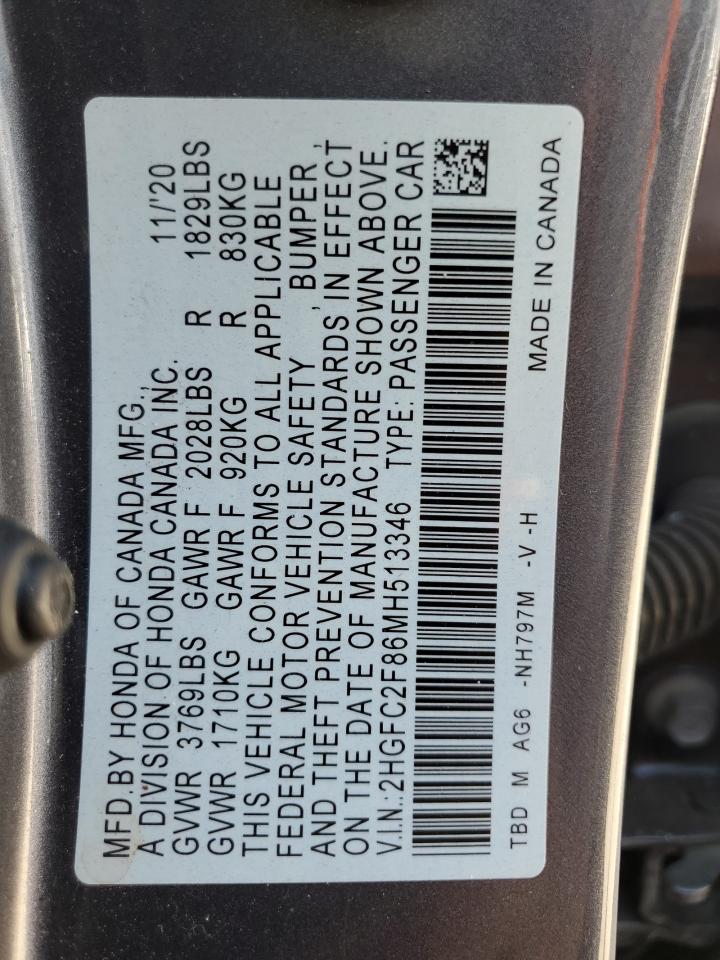 MFD.BY HONDA OF CANADA MFG., 11/'20
A DIVISION OF HONDA CANADA INC.
GVWR 3769LBS GAWR F 2028LBS R 1829LBS
GVWR 1710KG GAWR F 920KG R 830KG
THIS VEHICLE CONFORMS TO ALL APPLICABLE
FEDERAL MOTOR VEHICLE SAFETY , BUMPER ,
AND THEFT PREVENTION STANDARDS IN EFFECT
ON THE DATE OF MANUFACTURE SHOWN ABOVE.
V.I.N.:2HGFC2F86MH513346 TYPE: PASSENGER CAR
TBD M AG6 -NH797M -V -H MADE IN CANADA